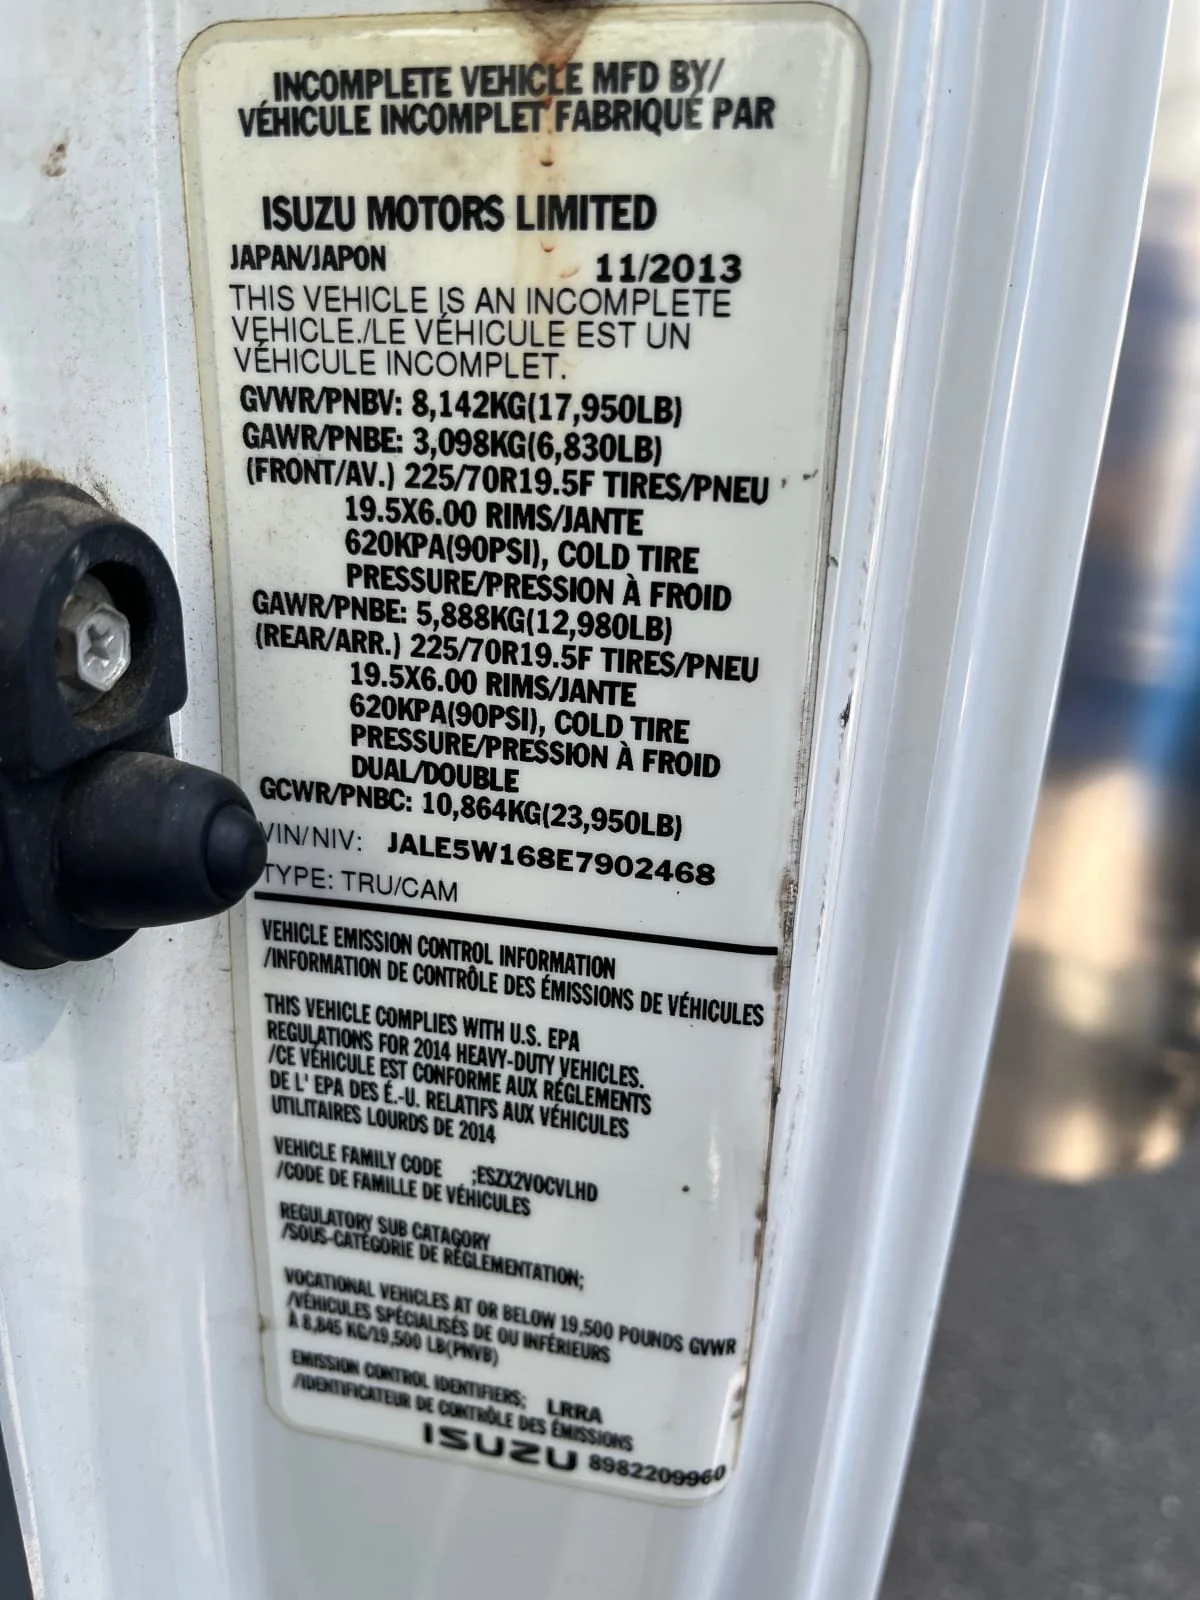 INCOMPLETE VEHICLE MFD BY/
VÉHICULE INCOMPLET FABRIQUÉ PAR
ISUZU MOTORS LIMITED
JAPAN/JAPON 11/2013
THIS VEHICLE IS AN INCOMPLETE
VEHICLE./LE VÉHICULE EST UN
VÉHICULE INCOMPLET.
GVWR/PNBV: 8,142KG(17,950LB)
GAWR/PNBE: 3,098KG(6,830LB)
(FRONT/AV.) 225/70R19.5F TIRES/PNEU
19.5X6.00 RIMS/JANTE
620KPA(90PSI), COLD TIRE
PRESSURE/PRESSION À FROID
GAWR/PNBE: 5,888KG(12,980LB)
(REAR/ARR.) 225/70R19.5F TIRES/PNEU
19.5X6.00 RIMS/JANTE
620KPA(90PSI), COLD TIRE
PRESSURE/PRESSION À FROID
DUAL/DOUBLE
GCWR/PNBC: 10,864KG(23,950LB)
VIN/NIV: JALE5W168E7902468
TYPE: TRU/CAM
VEHICLE EMISSION CONTROL INFORMATION
/INFORMATION DE CONTRÔLE DES ÉMISSIONS DE VÉHICULES
THIS VEHICLE COMPLIES WITH U.S. EPA
REGULATIONS FOR 2014 HEAVY-DUTY VEHICLES.
/CE VÉHICULE EST CONFORME AUX RÉGLEMENTS
DE L' EPA DES É.-U. RELATIFS AUX VÉHICULES
UTILITAIRES LOURDS DE 2014
VEHICLE FAMILY CODE ;ESZX2VOCVLHD
/CODE DE FAMILLE DE VÉHICULES
REGULATORY SUB CATAGORY
/SOUS-CATÉGORIE DE RÉGLEMENTATION;
VOCATIONAL VEHICLES AT OR BELOW 19,500 POUNDS GVWR
/VÉHICULES SPÉCIALISÉS DE OU INFÉRIEURS
À 8,845 KG/19,500 LB(PNVB)
EMISSION CONTROL IDENTIFIERS; LRRA
/IDENTIFICATEUR DE CONTRÔLE DES ÉMISSIONS
ISUZU 8982209960